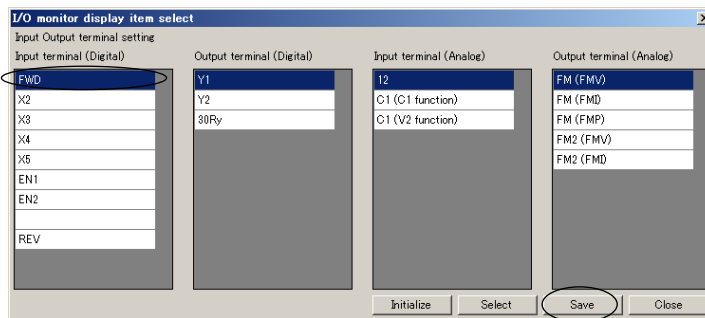 I/O monitor display item select
Input Output terminal setting
Input terminal (Digital)
FWD
X2
X3
X4
X5
EN1
EN2
REV
Output terminal (Digital)
Y1
Y2
30Ry
Input terminal (Analog)
12
C1 (C1 function)
C1 (V2 function)
Output terminal (Analog)
FM (FMV)
FM (FMI)
FM (FMP)
FM2 (FMV)
FM2 (FMI)
Initialize
Select
Save
Close